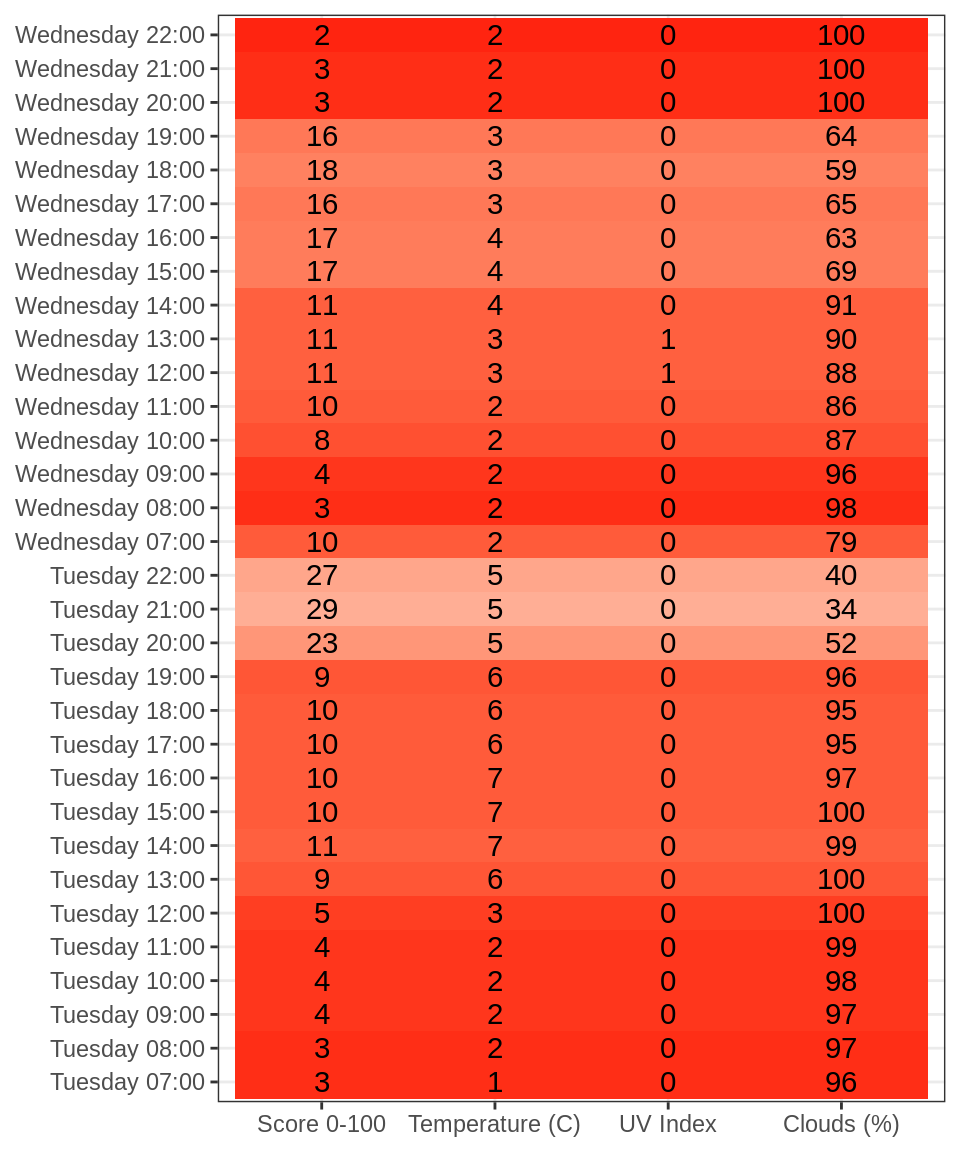 Wednesday 22:00 2 2 0 100
Wednesday 21:00 3 2 0 100
Wednesday 20:00 3 2 0 100
Wednesday 19:00 16 3 0 64
Wednesday 18:00 18 3 0 59
Wednesday 17:00 16 3 0 65
Wednesday 16:00 17 4 0 63
Wednesday 15:00 17 4 0 69
Wednesday 14:00 11 4 0 91
Wednesday 13:00 11 3 1 90
Wednesday 12:00 11 3 1 88
Wednesday 11:00 10 2 0 86
Wednesday 10:00 8 2 0 87
Wednesday 09:00 4 2 0 96
Wednesday 08:00 3 2 0 98
Wednesday 07:00 10 2 0 79
Tuesday 22:00 27 5 0 40
Tuesday 21:00 29 5 0 34
Tuesday 20:00 23 5 0 52
Tuesday 19:00 9 6 0 96
Tuesday 18:00 10 6 0 95
Tuesday 17:00 10 6 0 95
Tuesday 16:00 10 7 0 97
Tuesday 15:00 10 7 0 100
Tuesday 14:00 11 7 0 99
Tuesday 13:00 9 6 0 100
Tuesday 12:00 5 3 0 100
Tuesday 11:00 4 2 0 99
Tuesday 10:00 4 2 0 98
Tuesday 09:00 4 2 0 97
Tuesday 08:00 3 2 0 97
Tuesday 07:00 3 1 0 96
Score 0-100 Temperature (C) UV Index Clouds (%)